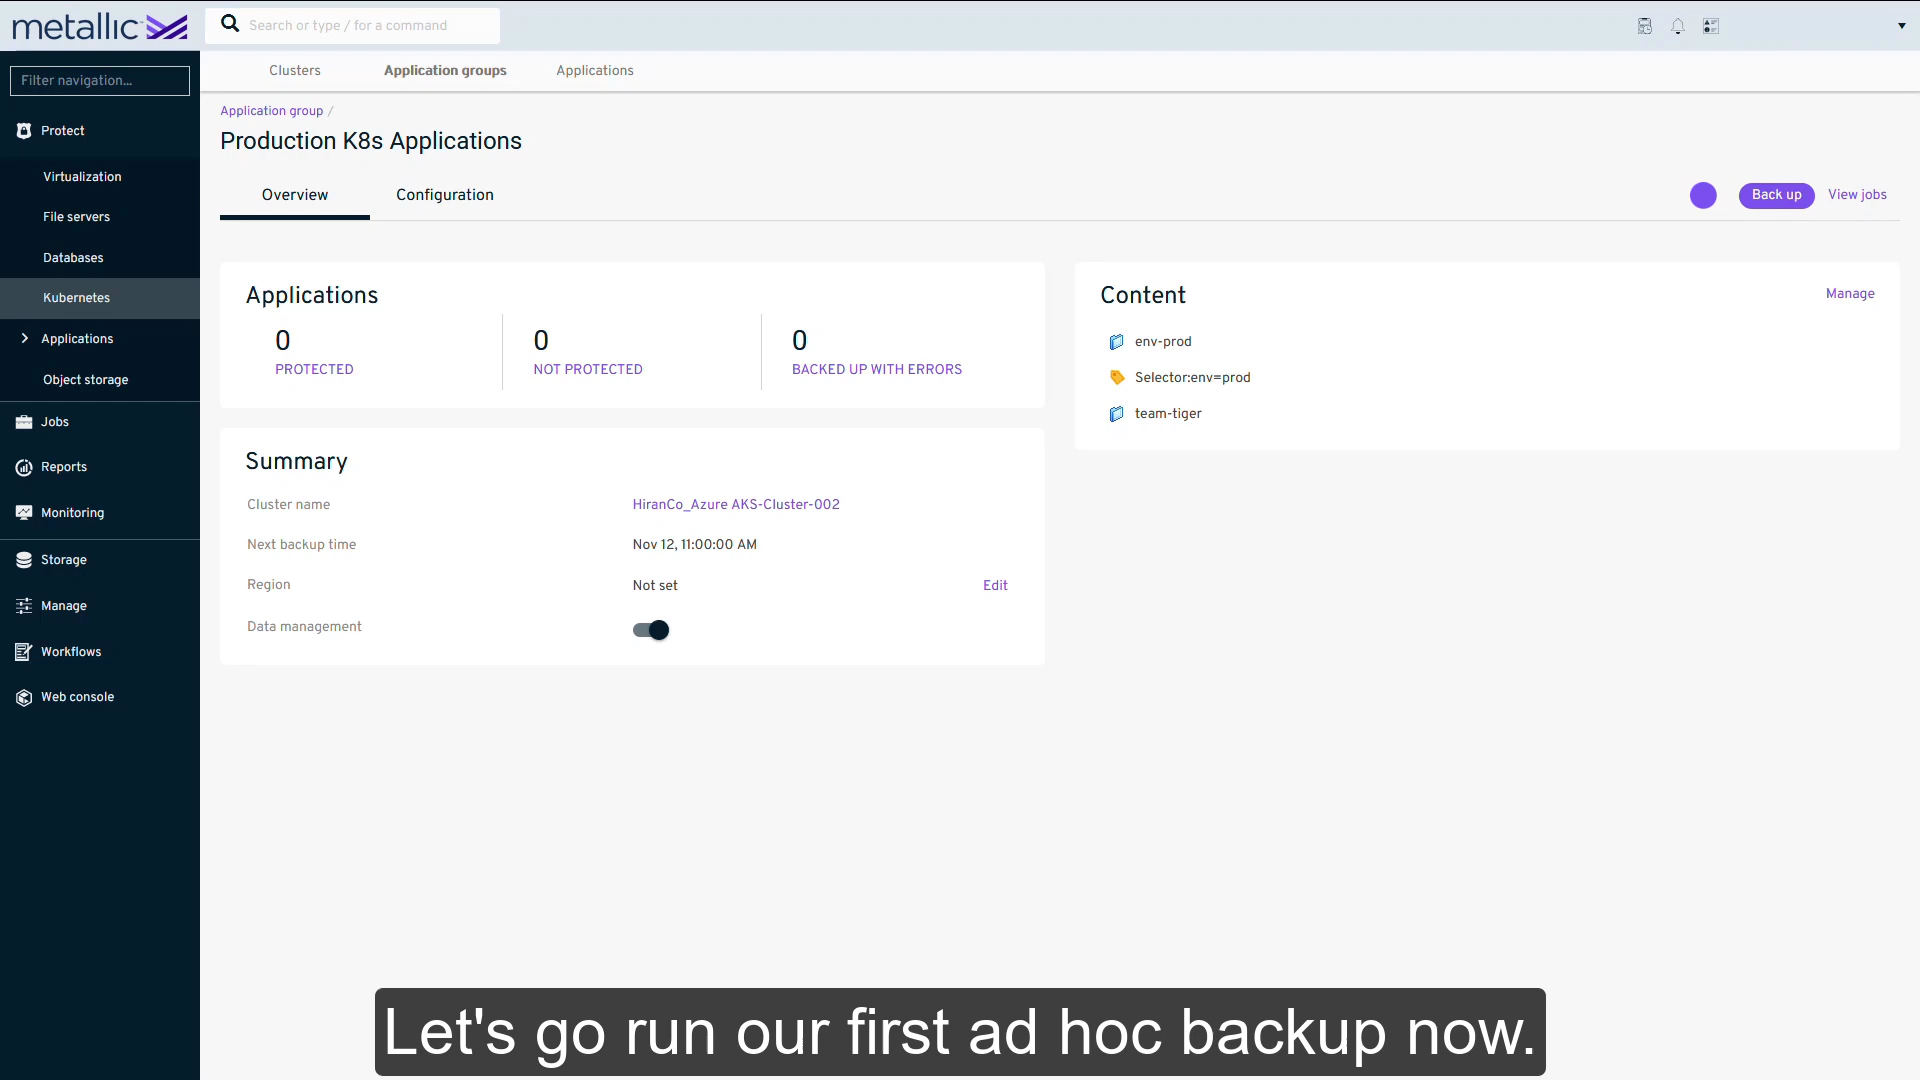 metallic
Search or type / for a command
Filter navigation...
Protect
Virtualization
File servers
Databases
Kubernetes
Applications
Object storage
Jobs
Reports
Monitoring
Storage
Manage
Workflows
Web console
Clusters
Application groups
Applications
Application group /
Production K8s Applications
Overview
Configuration
Back up
View jobs
Applications
0
PROTECTED
0
NOT PROTECTED
0
BACKED UP WITH ERRORS
Summary
Cluster name
HiranCo_Azure AKS-Cluster-002
Next backup time
Nov 12, 11:00:00 AM
Region
Not set
Edit
Data management
Content
Manage
env-prod
Selector:env=prod
team-tiger
Let's go run our first ad hoc backup now.